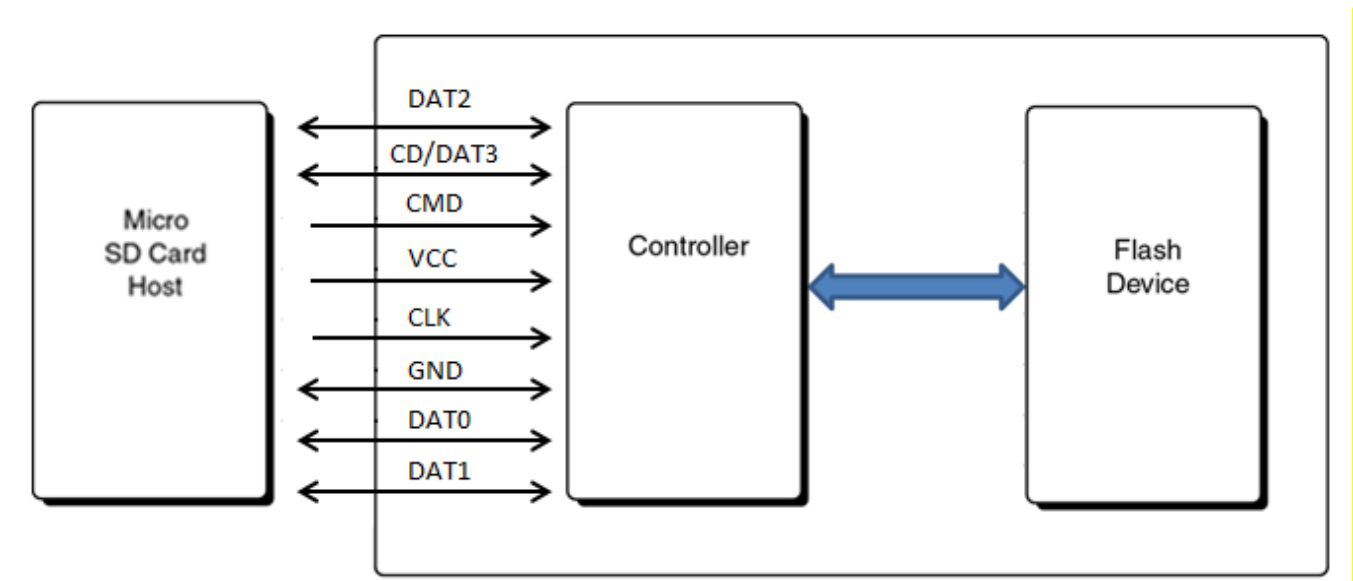 Micro
SD Card
Host
DAT2
CD/DAT3
CMD
VCC
CLK
GND
DAT0
DAT1
Controller
Flash
Device